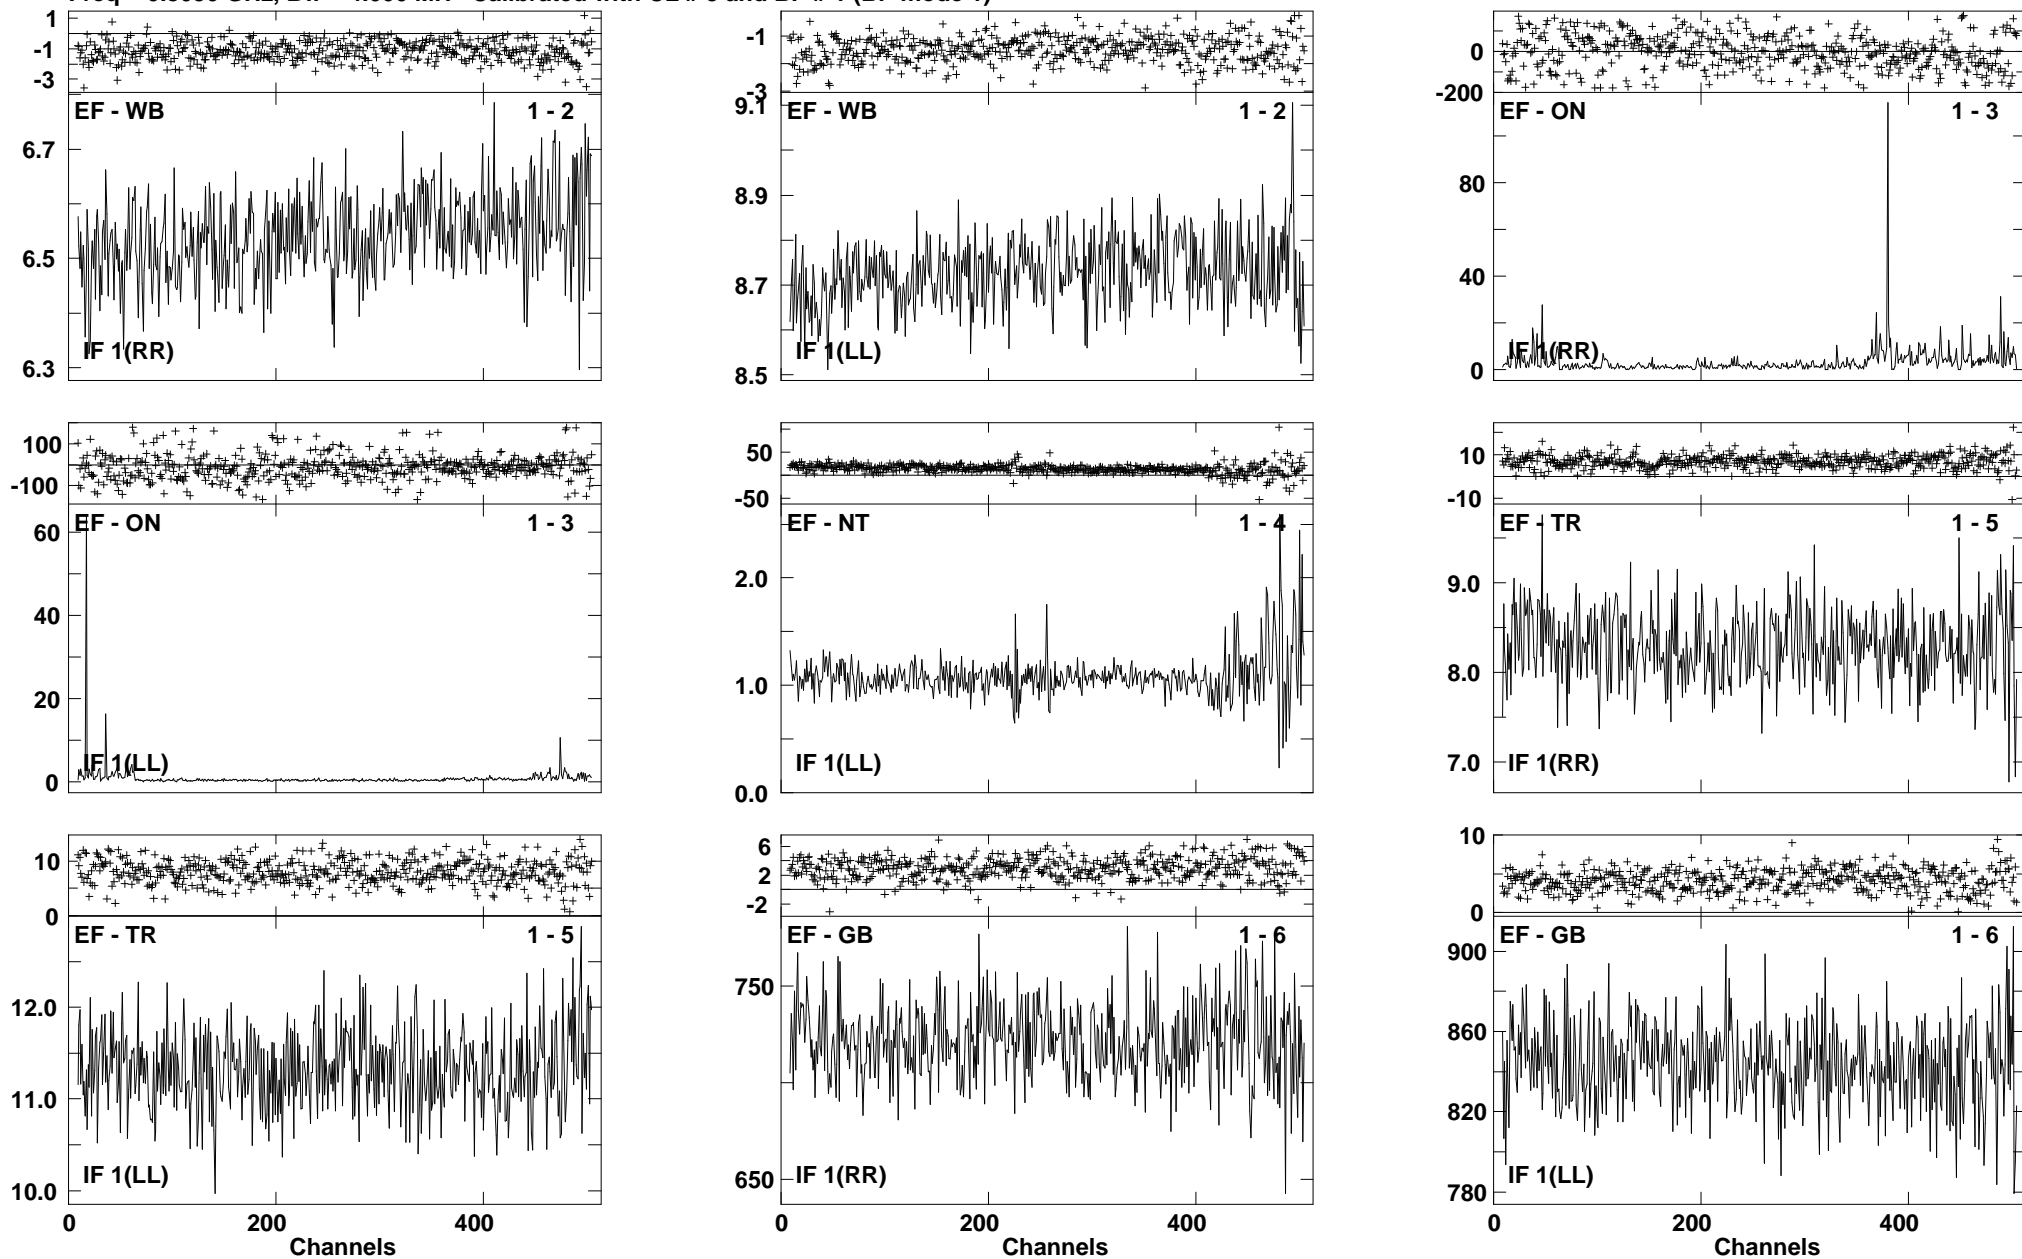 1
-1
-3
EF - WB 1 - 2
6.7
6.5
6.3
IF 1(RR)
-1
-3
9.1
EF - WB 1 - 2
8.9
8.7
8.5
IF 1(LL)
0
-200
EF - ON 1 - 3
80
40
0
IF 1(RR)
100
-100
EF - ON 1 - 3
60
40
20
0
IF 1(LL)
50
-50
EF - NT 1 - 4
2.0
1.0
0.0
IF 1(LL)
10
-10
EF - TR 1 - 5
9.0
8.0
7.0
IF 1(RR)
10
0
EF - TR 1 - 5
12.0
11.0
10.0
IF 1(LL)
0 200 400
Channels
6
2
-2
EF - GB 1 - 6
750
650
IF 1(RR)
0 200 400
Channels
10
5
0
EF - GB 1 - 6
900
860
820
780
IF 1(LL)
0 200 400
Channels